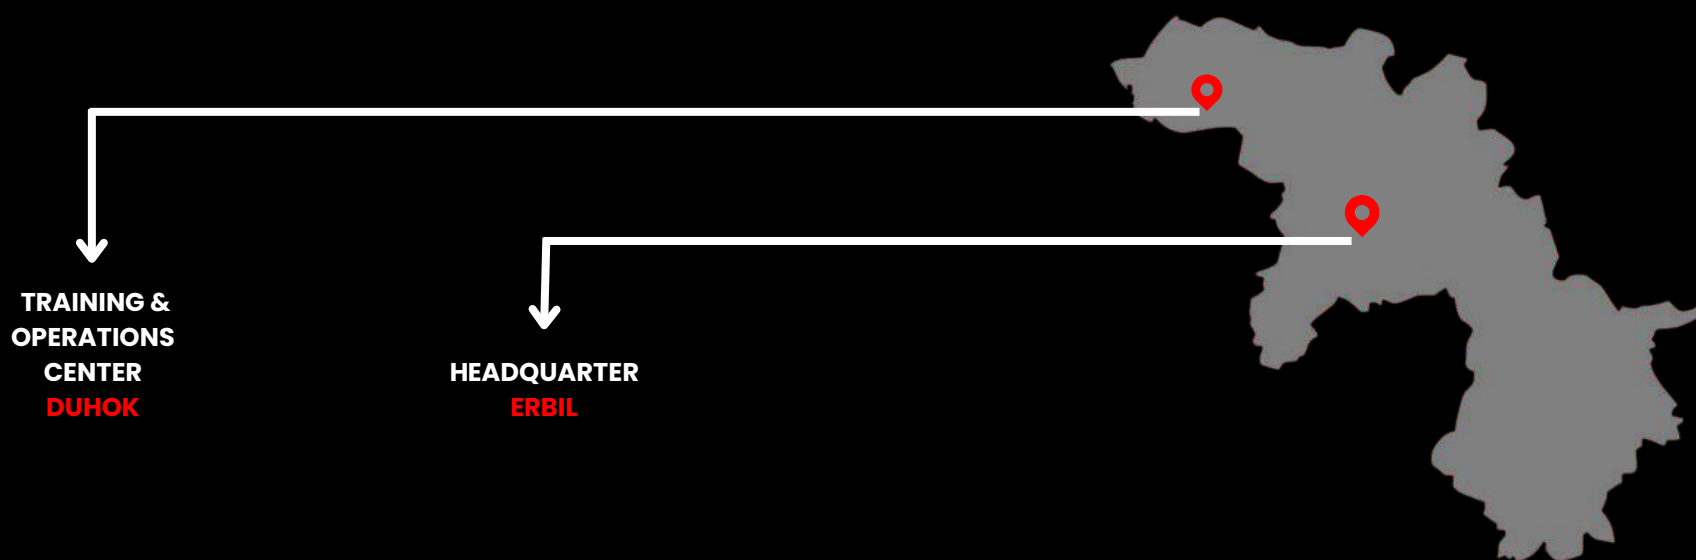 TRAINING &
OPERATIONS
CENTER
DUHOK
HEADQUARTER
ERBIL